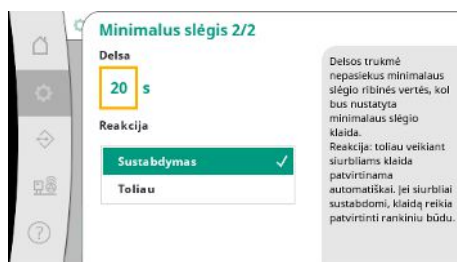 Minimalus slėgis 2/2
Delsa
20 s
Reakcija
Sustabdymas
Toliau
Delsos trukmė
nepasiekus minimalaus
slėgio ribinės vertės, kol
bus nustatyta
minimalaus slėgio
klaida.
Reakcija: toliau veikiant
siurbliams klaida
patvirtinama
automatiškai. Jei siurbliai
sustabdomi, klaidą reikia
patvirtinti rankiniu būdu.